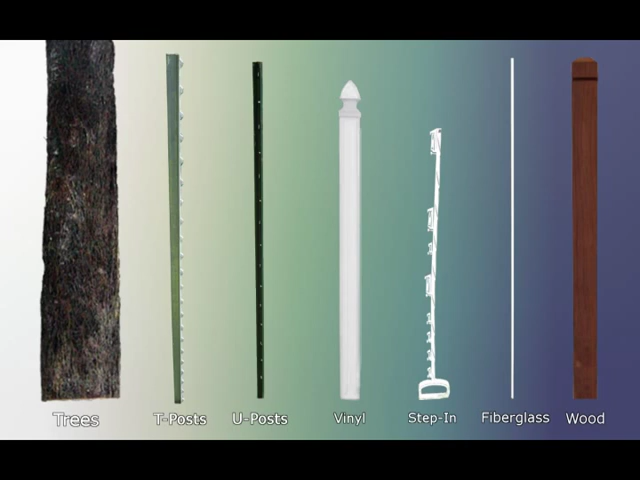 Trees
T-Posts
U-Posts
Vinyl
Step-In
Fiberglass
Wood